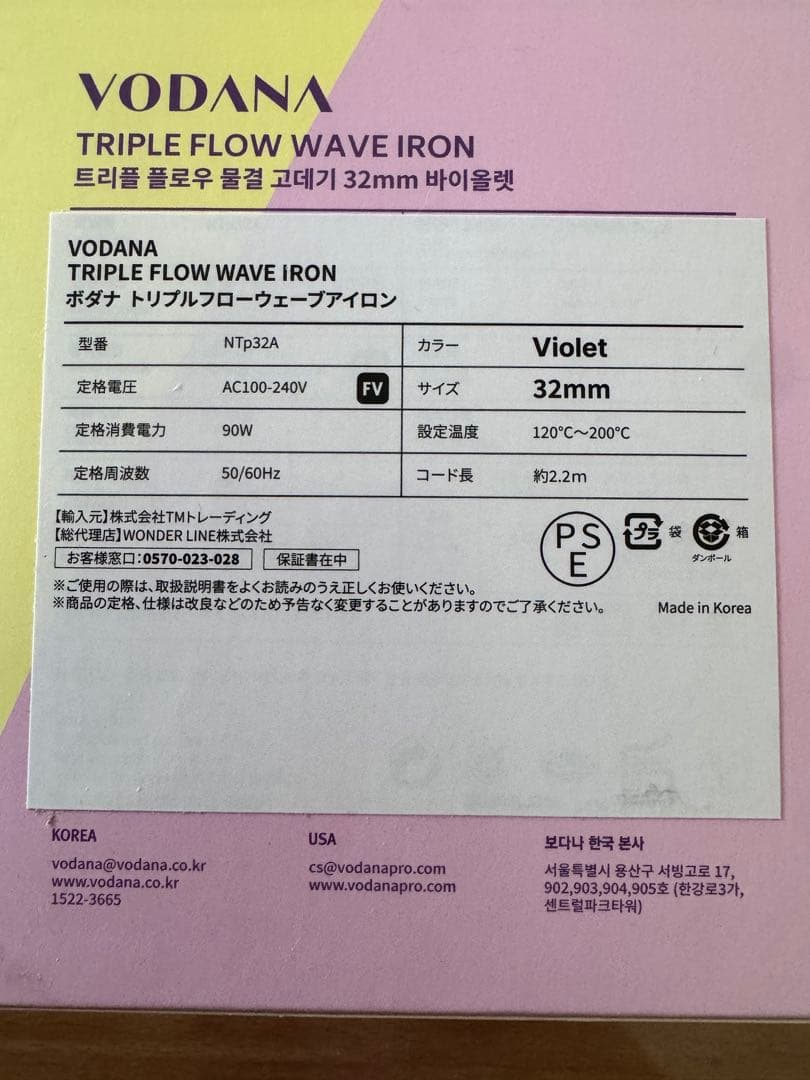 VODANA
TRIPLE FLOW WAVE IRON
트리플 플로우 물결 고데기 32mm 바이올렛
VODANA
TRIPLE FLOW WAVE IRON
ボダナ トリプルフローウェーブアイロン
型番 NTp32A カラー Violet
定格電圧 AC100-240V FV サイズ 32mm
定格消費電力 90W 設定温度 120℃～200℃
定格周波数 50/60Hz コード長 約2.2m
【輸入元】株式会社TMトレーディング
【総代理店】WONDER LINE株式会社
お客様窓口:0570-023-028 保証書在中
PSE プラ 袋 ダンボール 箱
※ご使用の際は、取扱説明書をよくお読みのうえ正しくお使いください。
※商品の定格、仕様は改良などのため予告なく変更することがありますのでご了承ください。 Made in Korea
KOREA
vodana@vodana.co.kr
www.vodana.co.kr
1522-3665
USA
cs@vodanapro.com
www.vodanapro.com
보다나 한국 본사
서울특별시 용산구 서빙고로 17,
902,903,904,905호 (한강로3가,
센트럴파크타워)